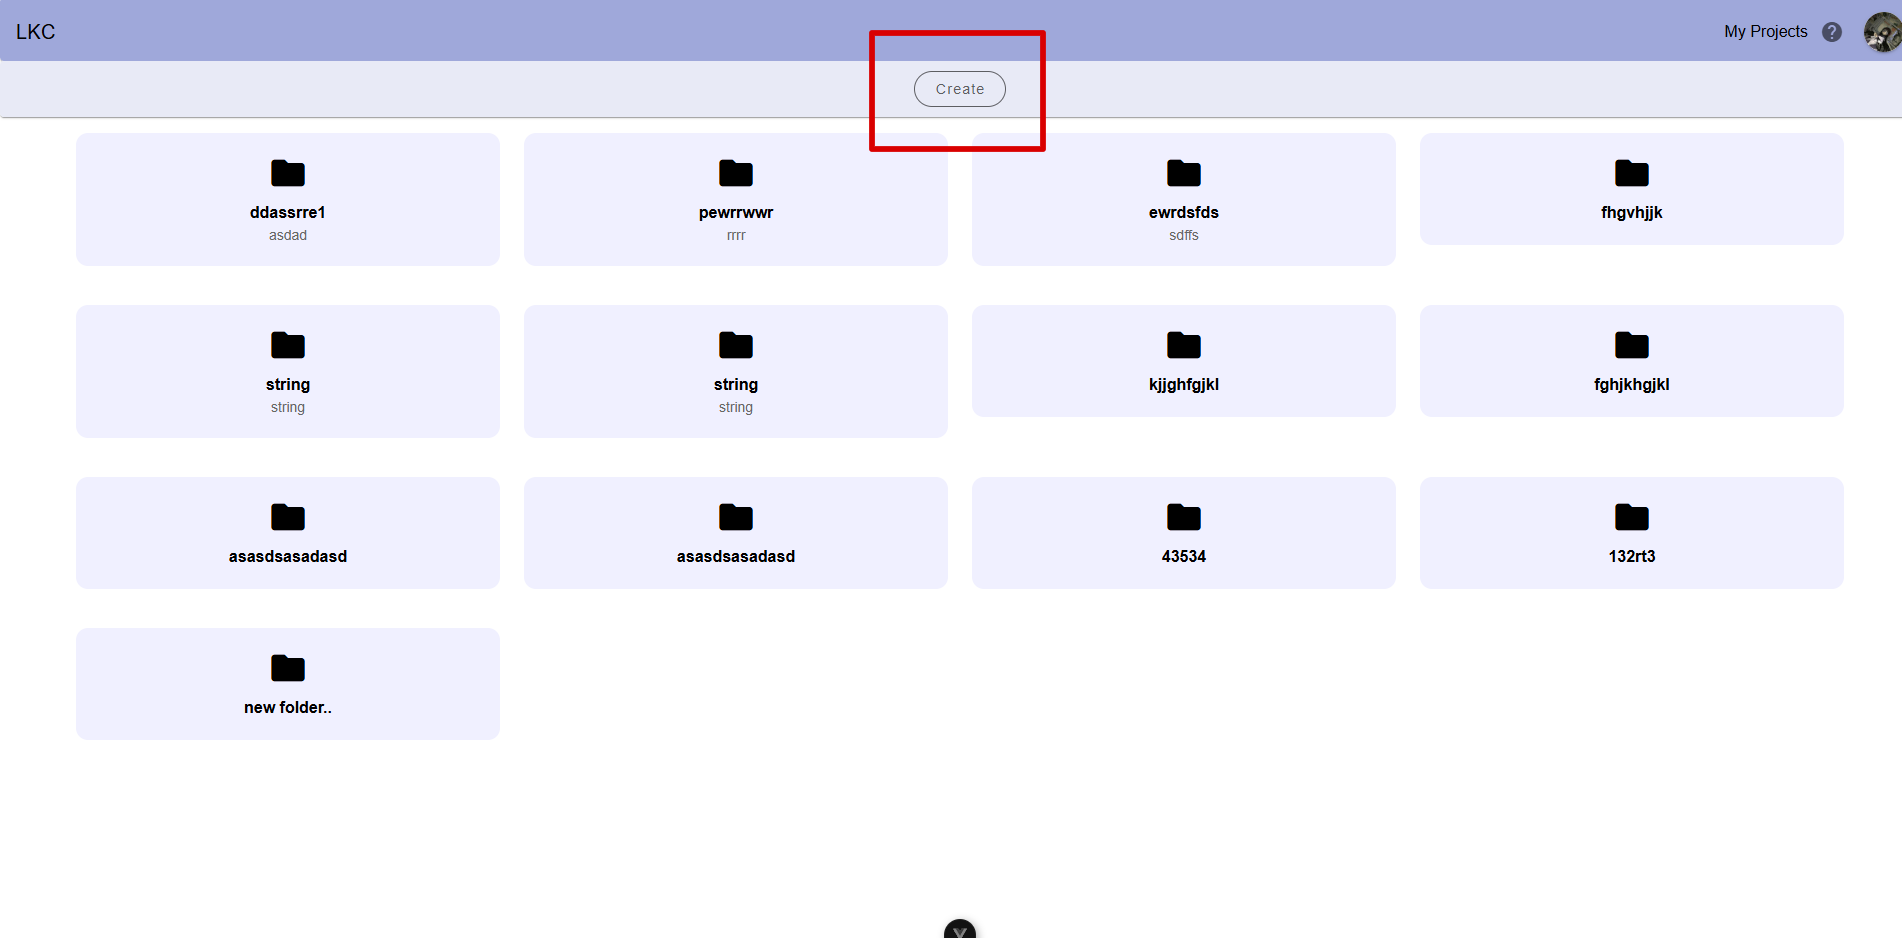 LKC
My Projects
?
Create
ddassrre1
asdad
pewrrwwr
rrrr
ewrdsfds
sdffs
fhgvhjjk
string
string
string
string
kjjghfgjkl
fghjkhgjkl
asasdsasadasd
asasdsasadasd
43534
132rt3
new folder..